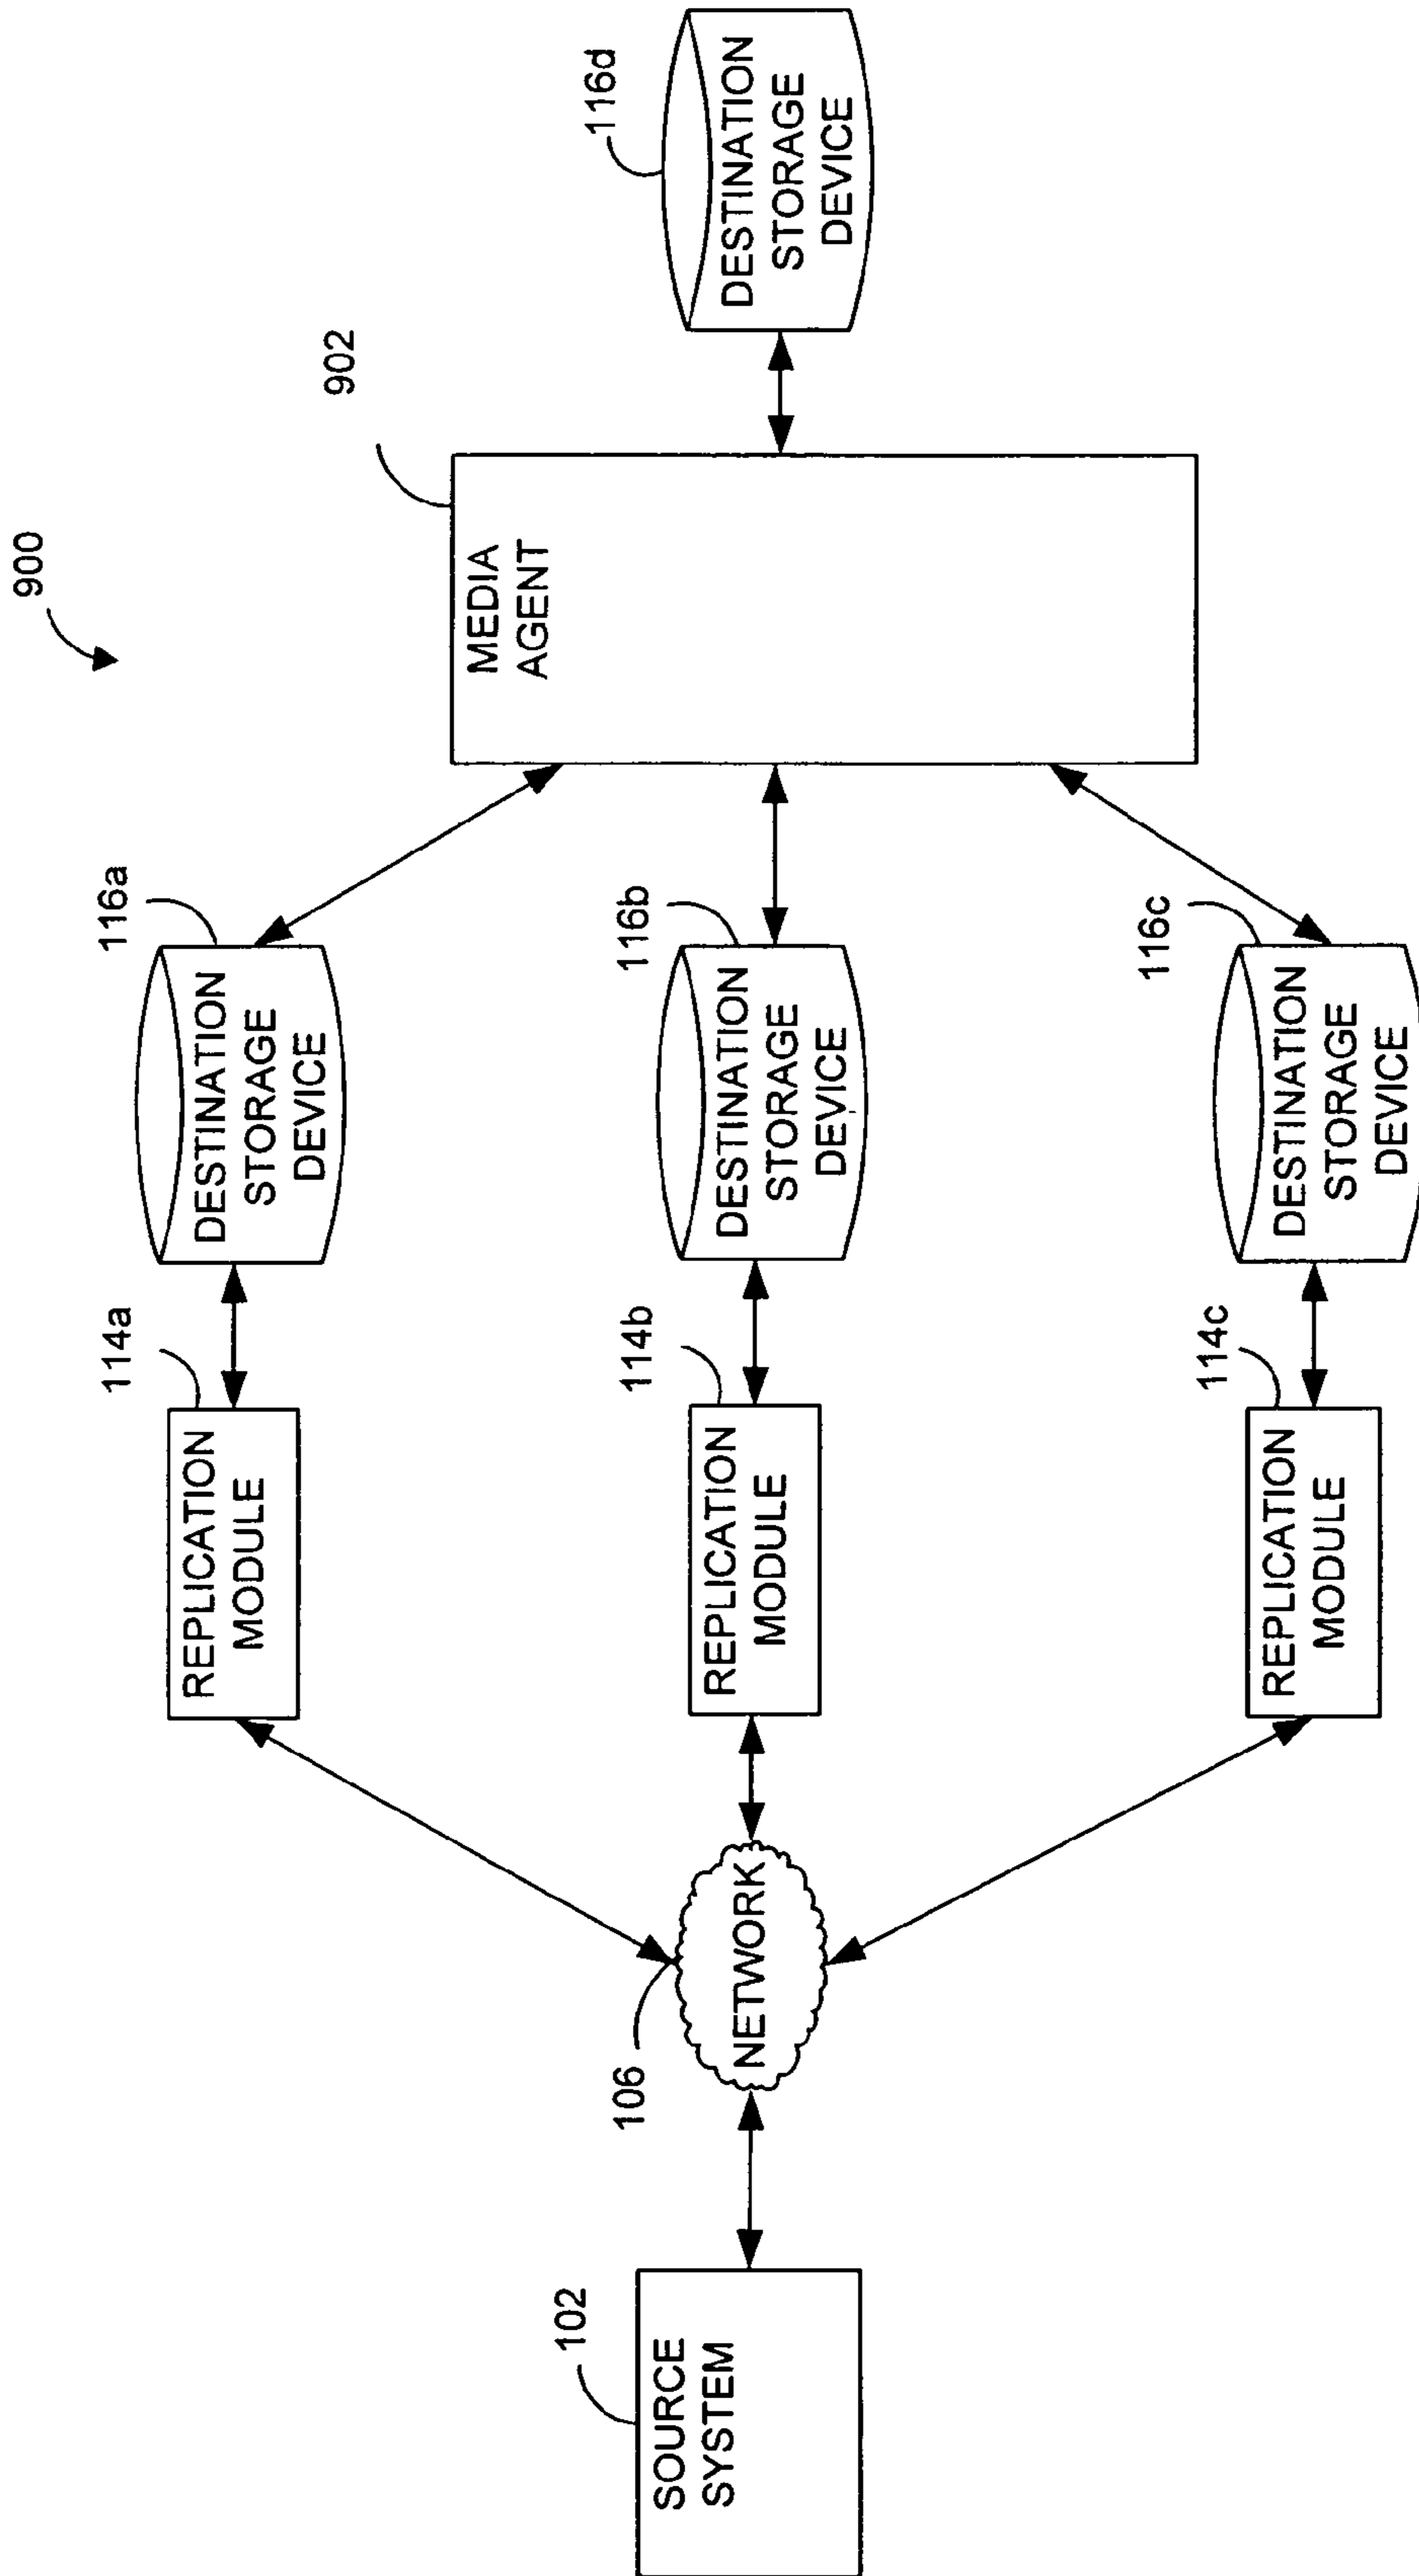 900
902
MEDIA
AGENT
116d
DESTINATION
STORAGE
DEVICE
116a
DESTINATION
STORAGE
DEVICE
116b
DESTINATION
STORAGE
DEVICE
116c
DESTINATION
STORAGE
DEVICE
114a
REPLICATION
MODULE
114b
REPLICATION
MODULE
114c
REPLICATION
MODULE
106
NETWORK
102
SOURCE
SYSTEM